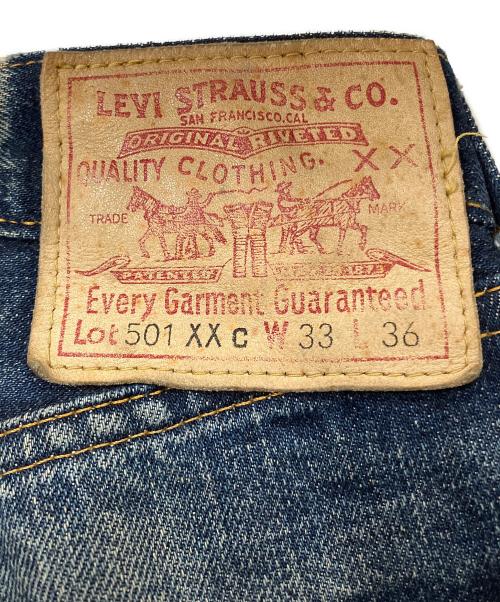 LEVI STRAUSS & CO.
SAN FRANCISCO.CAL
ORIGINAL RIVETED
QUALITY CLOTHING. XX
TRADE MARK
PATENTED
Every Garment Guaranteed
Lot 501 XX C W 33 L 36